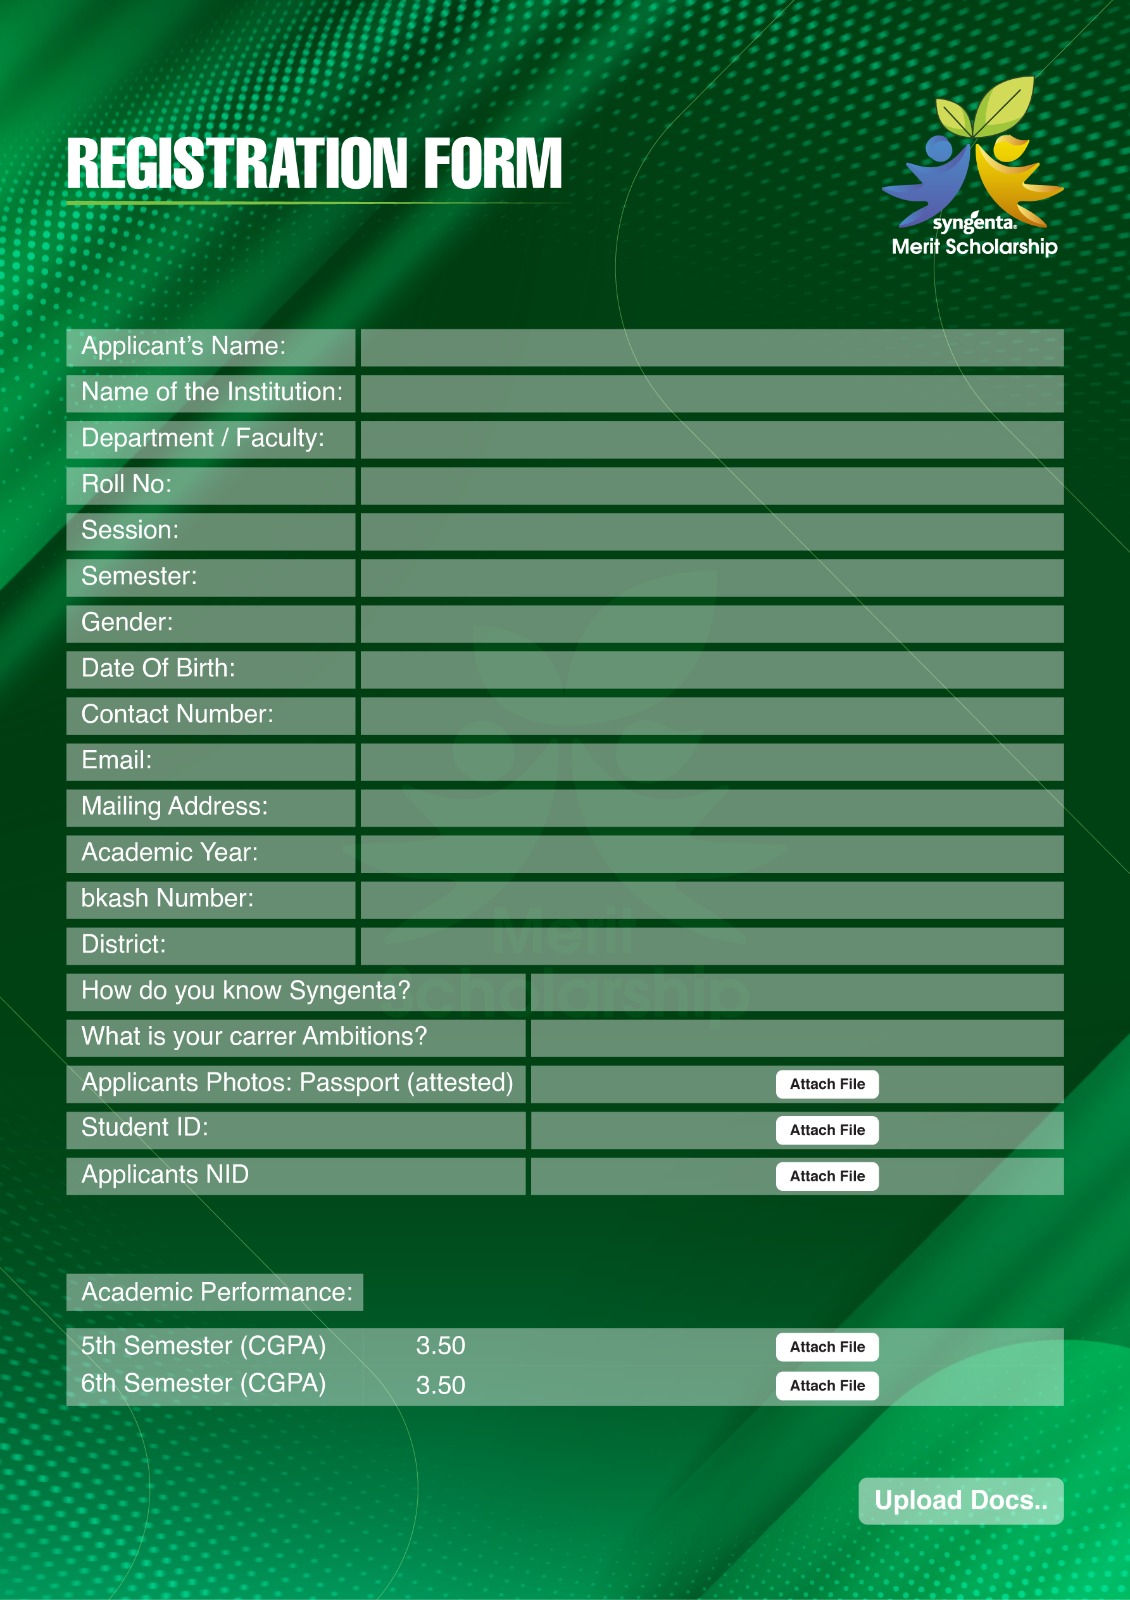 REGISTRATION FORM
syngenta.
Merit Scholarship
Applicant's Name:
Name of the Institution:
Department / Faculty:
Roll No:
Session:
Semester:
Gender:
Date Of Birth:
Contact Number:
Email:
Mailing Address:
Academic Year:
bkash Number:
District:
Merit
Scholarship
How do you know Syngenta?
What is your carrer Ambitions?
Applicants Photos: Passport (attested) Attach File
Student ID: Attach File
Applicants NID Attach File
Academic Performance:
5th Semester (CGPA) 3.50 Attach File
6th Semester (CGPA) 3.50 Attach File
Upload Docs..